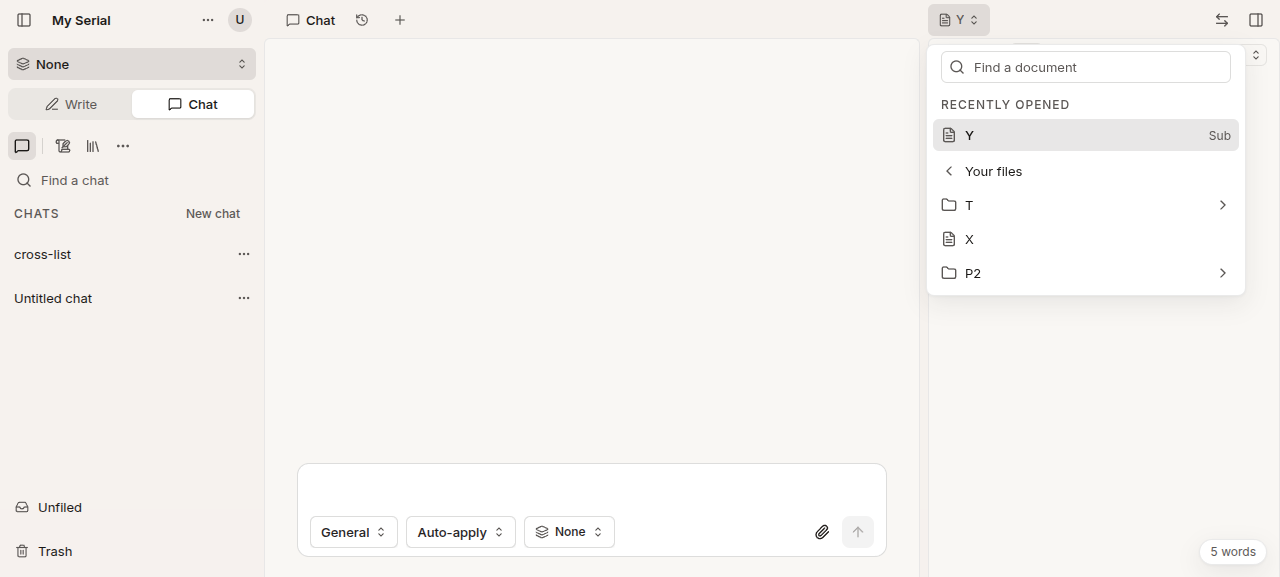 My Serial
U
None
Write
Chat
Find a chat
CHATS
New chat
cross-list
Untitled chat
Unfiled
Trash
Chat
General
Auto-apply
None
Y
Find a document
RECENTLY OPENED
Y Sub
Your files
T
X
P2
5 words